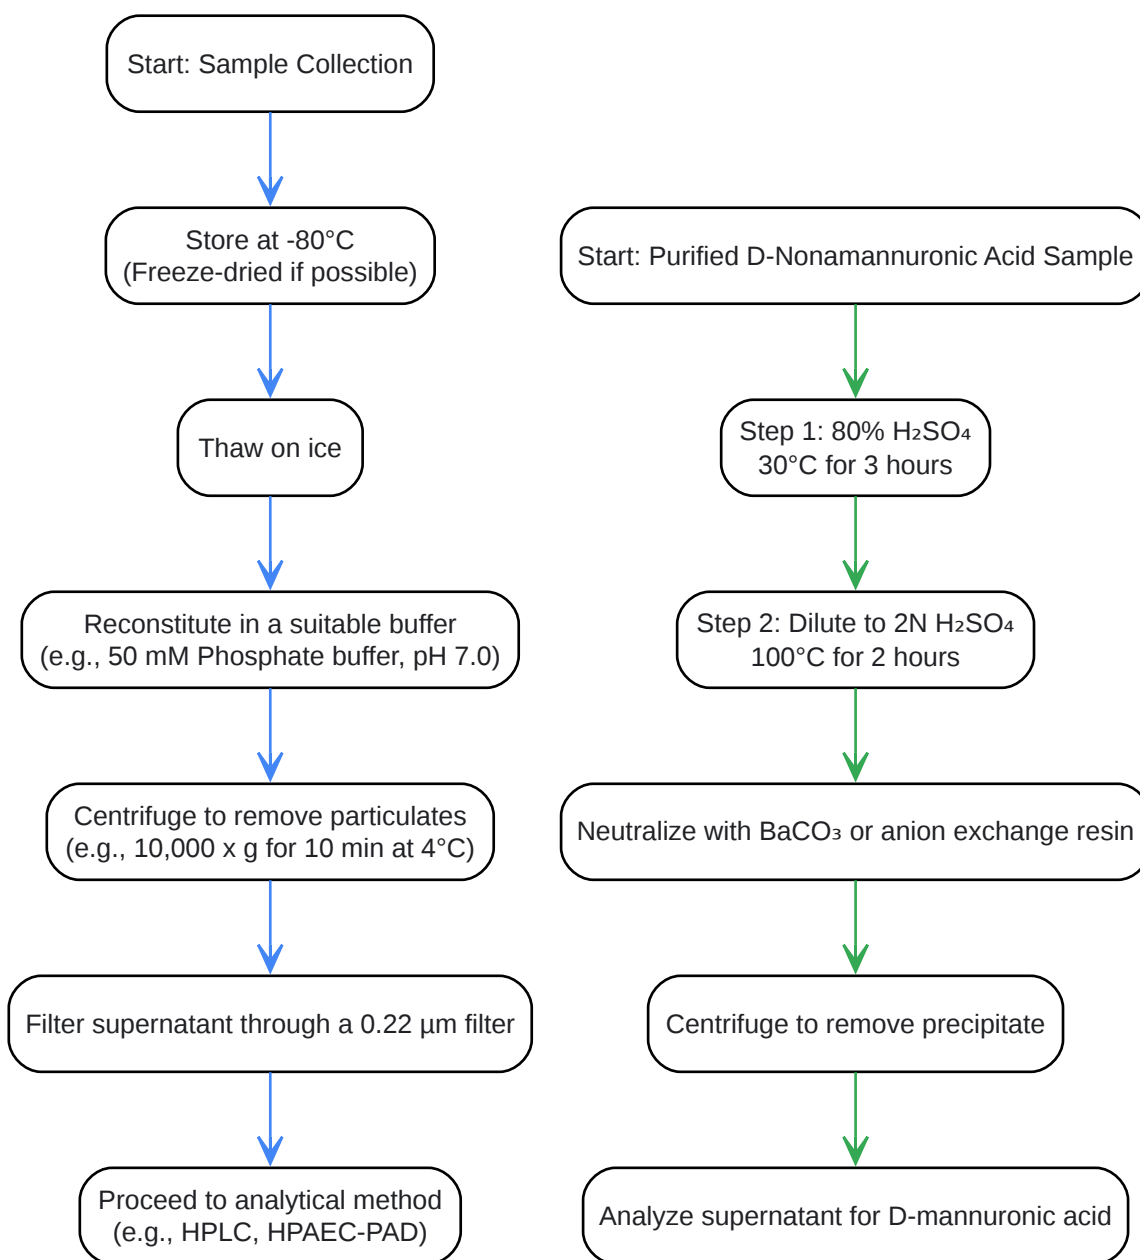 Start: Sample Collection
Store at -80°C
(Freeze-dried if possible)
Thaw on ice
Reconstitute in a suitable buffer
(e.g., 50 mM Phosphate buffer, pH 7.0)
Centrifuge to remove particulates
(e.g., 10,000 x g for 10 min at 4°C)
Filter supernatant through a 0.22 µm filter
Proceed to analytical method
(e.g., HPLC, HPAEC-PAD)
Start: Purified D-Nonamannuronic Acid Sample
Step 1: 80% H₂SO₄
30°C for 3 hours
Step 2: Dilute to 2N H₂SO₄
100°C for 2 hours
Neutralize with BaCO₃ or anion exchange resin
Centrifuge to remove precipitate
Analyze supernatant for D-mannuronic acid